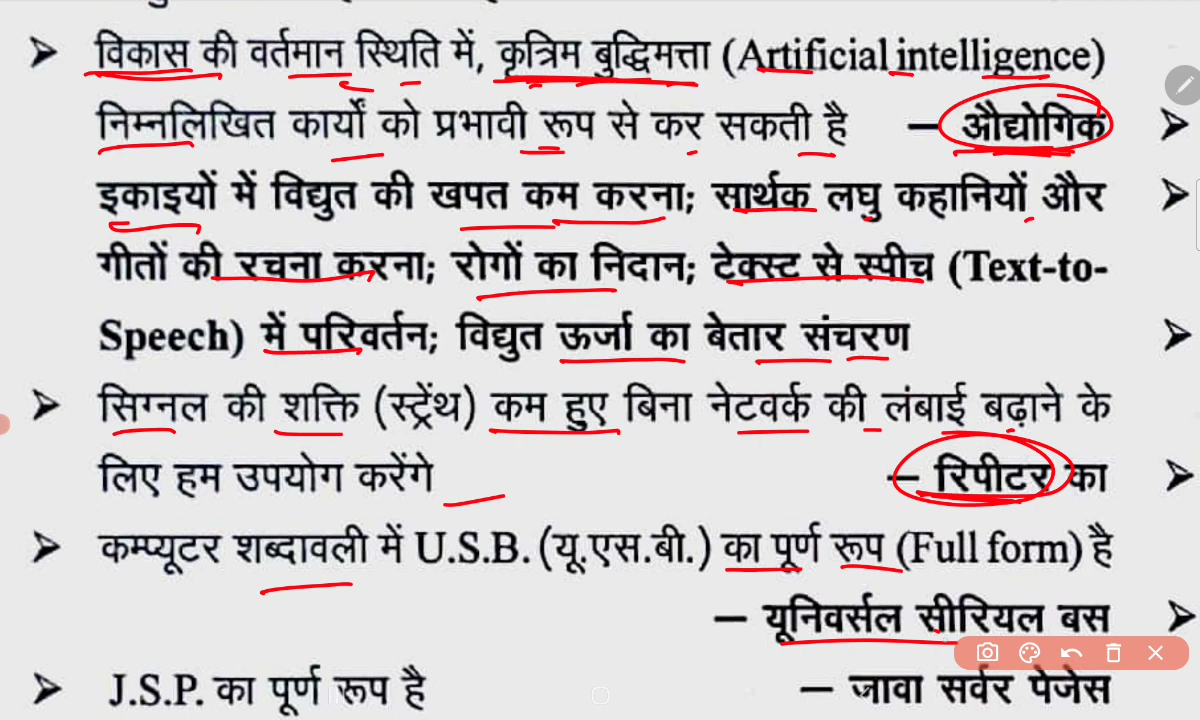 ➤ विकास की वर्तमान स्थिति में, कृत्रिम बुद्धिमत्ता (Artificial intelligence)
निम्नलिखित कार्यों को प्रभावी रूप से कर सकती है — औद्योगिक
इकाइयों में विद्युत की खपत कम करना; सार्थक लघु कहानियों और
गीतों की रचना करना; रोगों का निदान; टेक्स्ट से स्पीच (Text-to-
Speech) में परिवर्तन; विद्युत ऊर्जा का बेतार संचरण
➤ सिग्नल की शक्ति (स्ट्रेंथ) कम हुए बिना नेटवर्क की लंबाई बढ़ाने के
लिए हम उपयोग करेंगे — रिपीटर का
➤ कम्प्यूटर शब्दावली में U.S.B. (यू.एस.बी.) का पूर्ण रूप (Full form) है
— यूनिवर्सल सीरियल बस
➤ J.S.P. का पूर्ण रूप है — जावा सर्वर पेजेस